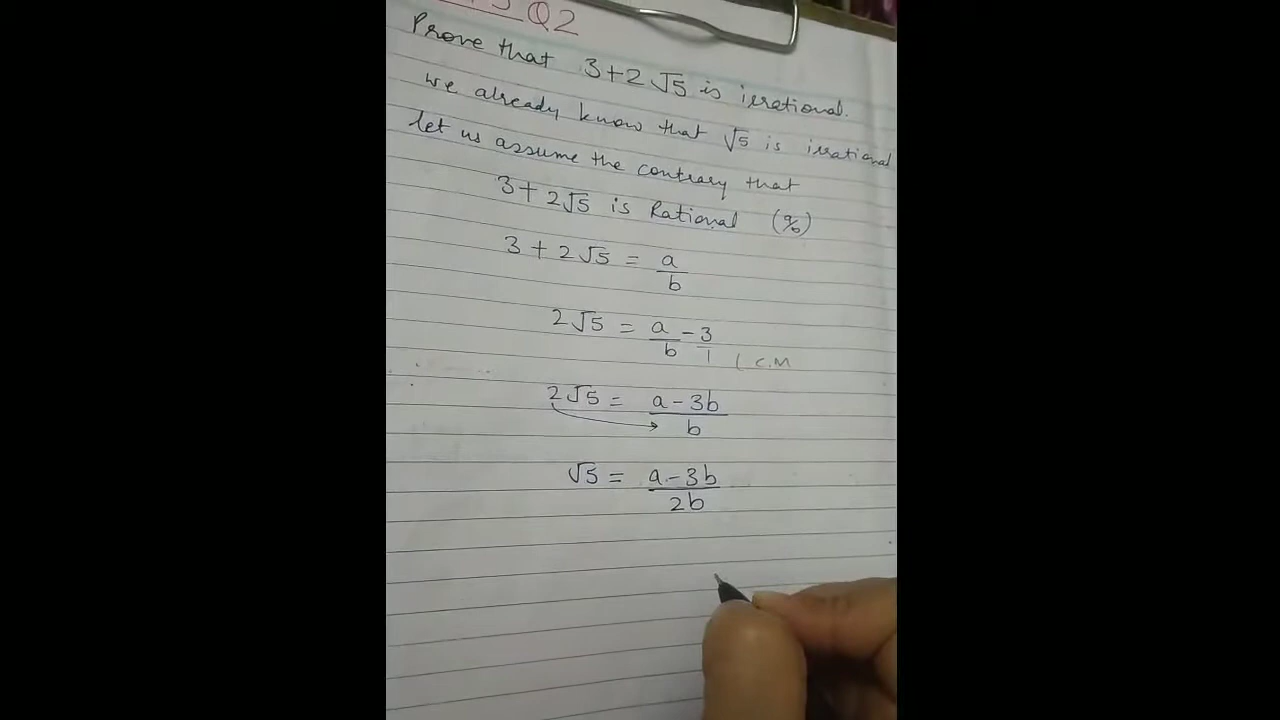 Q2
Prove that 3+2√5 is irrational.
We already know that √5 is irrational
let us assume the contrary that
3+2√5 is Rational (a/b)
3 + 2√5 = a/b
2√5 = a/b - 3/1 LCM
2√5 = a-3b/b
√5 = a-3b/2b